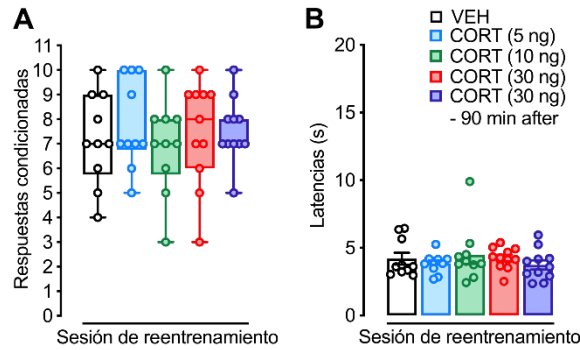 A
Respuestas condicionadas
11
10
9
8
7
6
5
4
3
2
1
0
Sesión de reentrenamiento
B
Latencias (s)
20
15
10
5
0
VEH
CORT (5 ng)
CORT (10 ng)
CORT (30 ng)
CORT (30 ng)
- 90 min after
Sesión de reentrenamiento